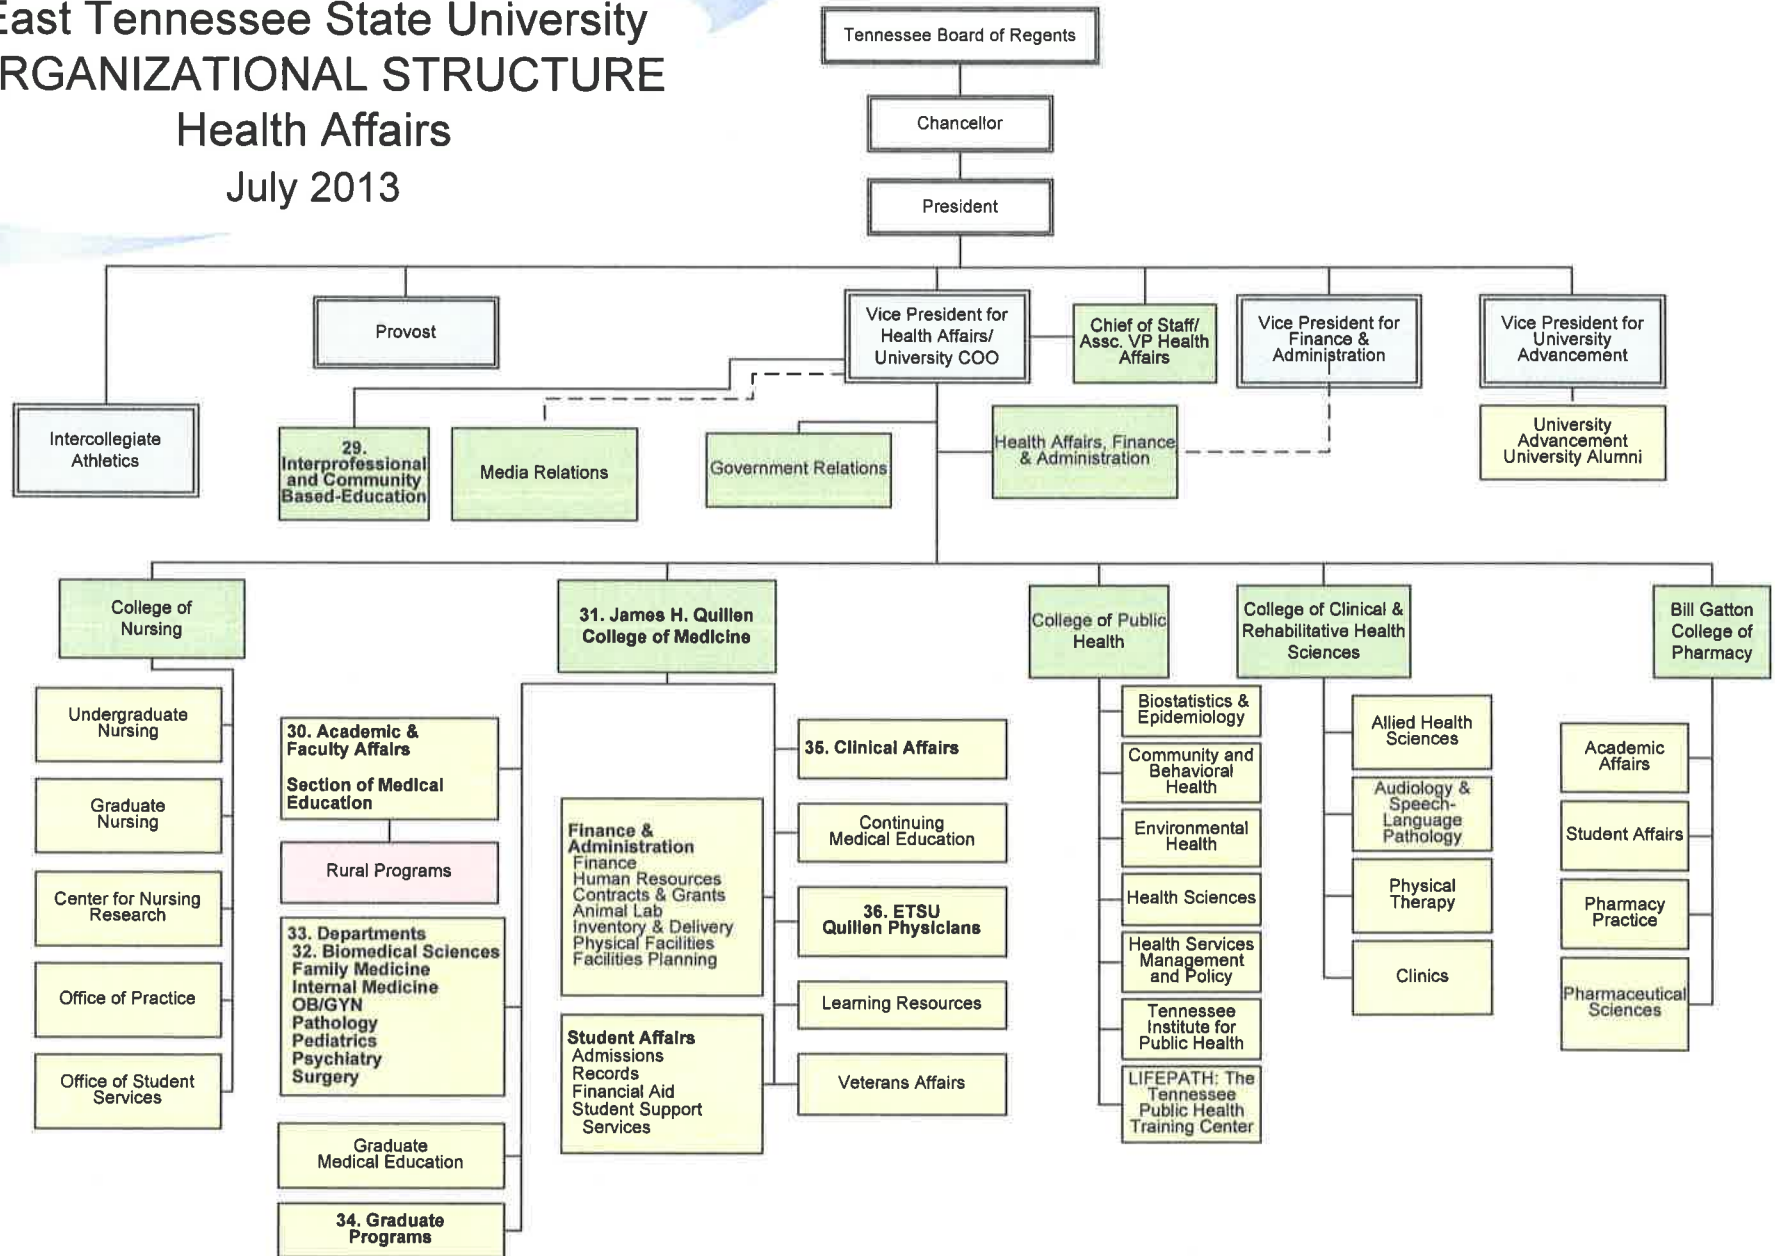 East Tennessee State University
RGANIZATIONAL STRUCTURE
Health Affairs
July 2013
Tennessee Board of Regents
Chancellor
President
Intercollegiate
Athletics
Provost
Vice President for
Health Affairs/
University COO
Chief of Staff/
Assc. VP Health
Affairs
Vice President for
Finance &
Administration
Vice President for
University
Advancement
University
Advancement
University Alumni
29.
Interprofessional
and Community
Based-Education
Media Relations
Government Relations
Health Affairs, Finance
& Administration
College of
Nursing
31. James H. Quillen
College of Medicine
College of Public
Health
College of Clinical &
Rehabilitative Health
Sciences
Bill Gatton
College of
Pharmacy
Undergraduate
Nursing
Graduate
Nursing
Center for Nursing
Research
Office of Practice
Office of Student
Services
30. Academic &
Faculty Affairs
Section of Medical
Education
Rural Programs
33. Departments
32. Biomedical Sciences
Family Medicine
Internal Medicine
OB/GYN
Pathology
Pediatrics
Psychiatry
Surgery
Graduate
Medical Education
34. Graduate
Programs
Finance &
Administration
Finance
Human Resources
Contracts & Grants
Animal Lab
Inventory & Delivery
Physical Facilities
Facilities Planning
Student Affairs
Admissions
Records
Financial Aid
Student Support
Services
35. Clinical Affairs
Continuing
Medical Education
36. ETSU
Quillen Physicians
Learning Resources
Veterans Affairs
Biostatistics &
Epidemiology
Community and
Behavioral
Health
Environmental
Health
Health Sciences
Health Services
Management
and Policy
Tennessee
Institute for
Public Health
LIFEPATH: The
Tennessee
Public Health
Training Center
Allied Health
Sciences
Audiology &
Speech-
Language
Pathology
Physical
Therapy
Clinics
Academic
Affairs
Student Affairs
Pharmacy
Practice
Pharmaceutical
Sciences